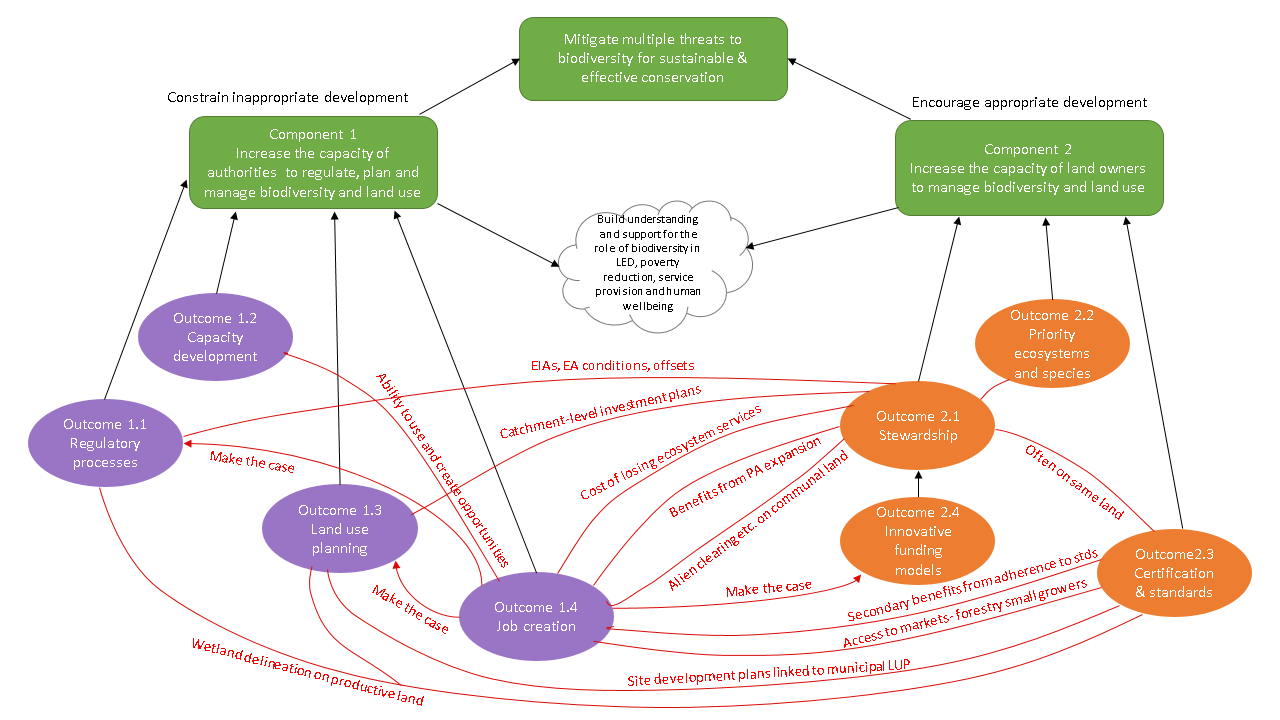 Mitigate multiple threats to
biodiversity for sustainable &
effective conservation
Constrain inappropriate development
Encourage appropriate development
Component 1
Increase the capacity of
authorities to regulate, plan and
manage biodiversity and land use
Component 2
Increase the capacity of land owners
to manage biodiversity and land use
Build understanding
and support for the
role of biodiversity in
LED, poverty
reduction, service
provision and human
wellbeing
Outcome 1.2
Capacity
development
Outcome 2.2
Priority
ecosystems
and species
EIAs, EA conditions, offsets
Ability to use and create opportunities
Catchment-level investment plans
Outcome 1.1
Regulatory
processes
Outcome 2.1
Stewardship
Make the case
Cost of losing ecosystem services
Benefits from PA expansion
Alien clearing etc. on communal land
Often on same land
Outcome 1.3
Land use
planning
Outcome 2.4
Innovative
funding
models
Outcome2.3
Certification
& standards
Make the case
Outcome 1.4
Job creation
Make the case
Secondary benefits from adherence to stds
Access to markets- forestry small growers
Wetland delineation on productive land
Site development plans linked to municipal LUP